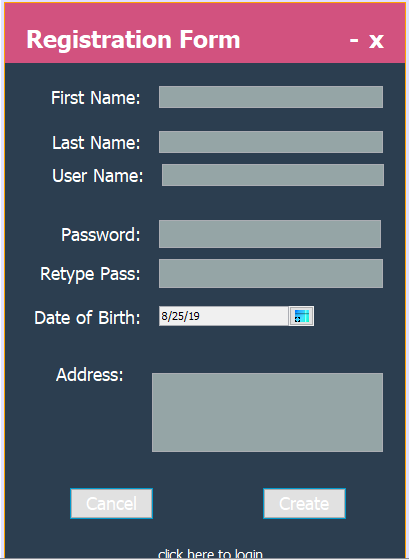 Registration Form - x
First Name:
Last Name:
User Name:
Password:
Retype Pass:
Date of Birth: 8/25/19
Address:
Cancel Create
click here to login